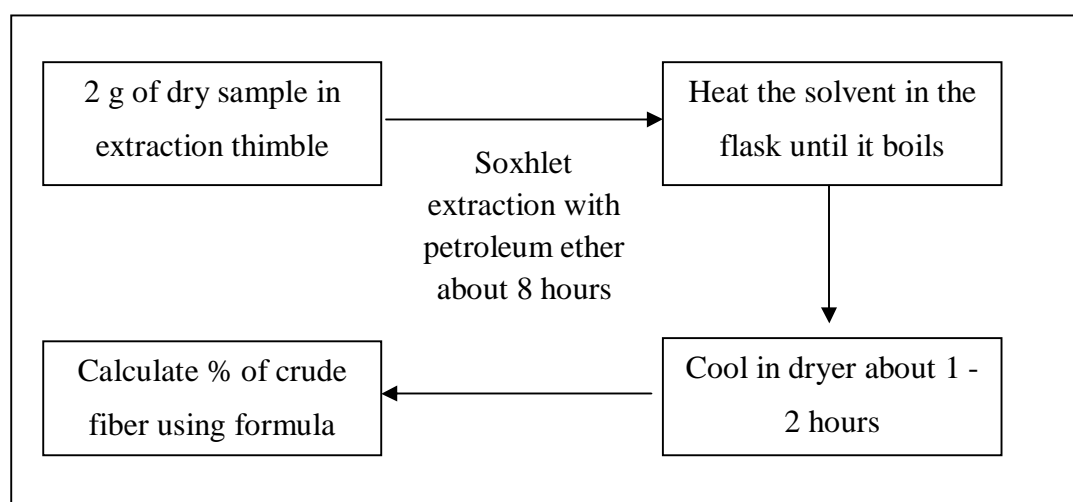 2 g of dry sample in
extraction thimble
Soxhlet
extraction with
petroleum ether
about 8 hours
Heat the solvent in the
flask until it boils
Cool in dryer about 1 -
2 hours
Calculate % of crude
fiber using formula